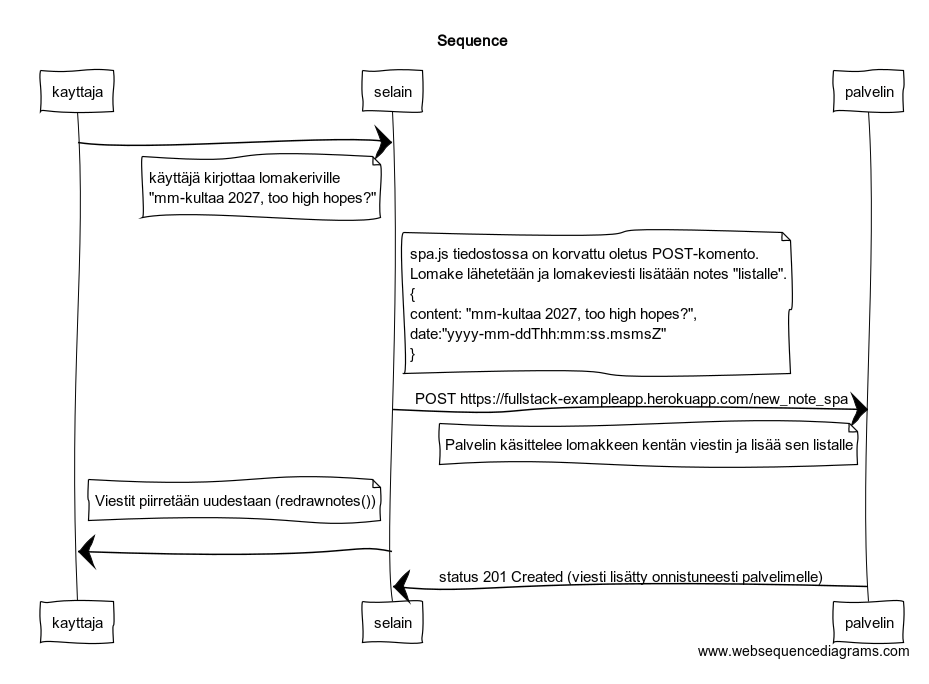 Sequence
kayttaja
selain
palvelin
käyttäjä kirjottaa lomakeriville
"mm-kultaa 2027, too high hopes?"
spa.js tiedostossa on korvattu oletus POST-komento.
Lomake lähetetään ja lomakeviesti lisätään notes "listalle".
{
content: "mm-kultaa 2027, too high hopes?",
date:"yyyy-mm-ddThh:mm:ss.msmsZ"
}
POST https://fullstack-exampleapp.herokuapp.com/new_note_spa
Palvelin käsittelee lomakkeen kentän viestin ja lisää sen listalle
Viestit piirretään uudestaan (redrawnotes())
status 201 Created (viesti lisätty onnistuneesti palvelimelle)
kayttaja
selain
palvelin
www.websequencediagrams.com